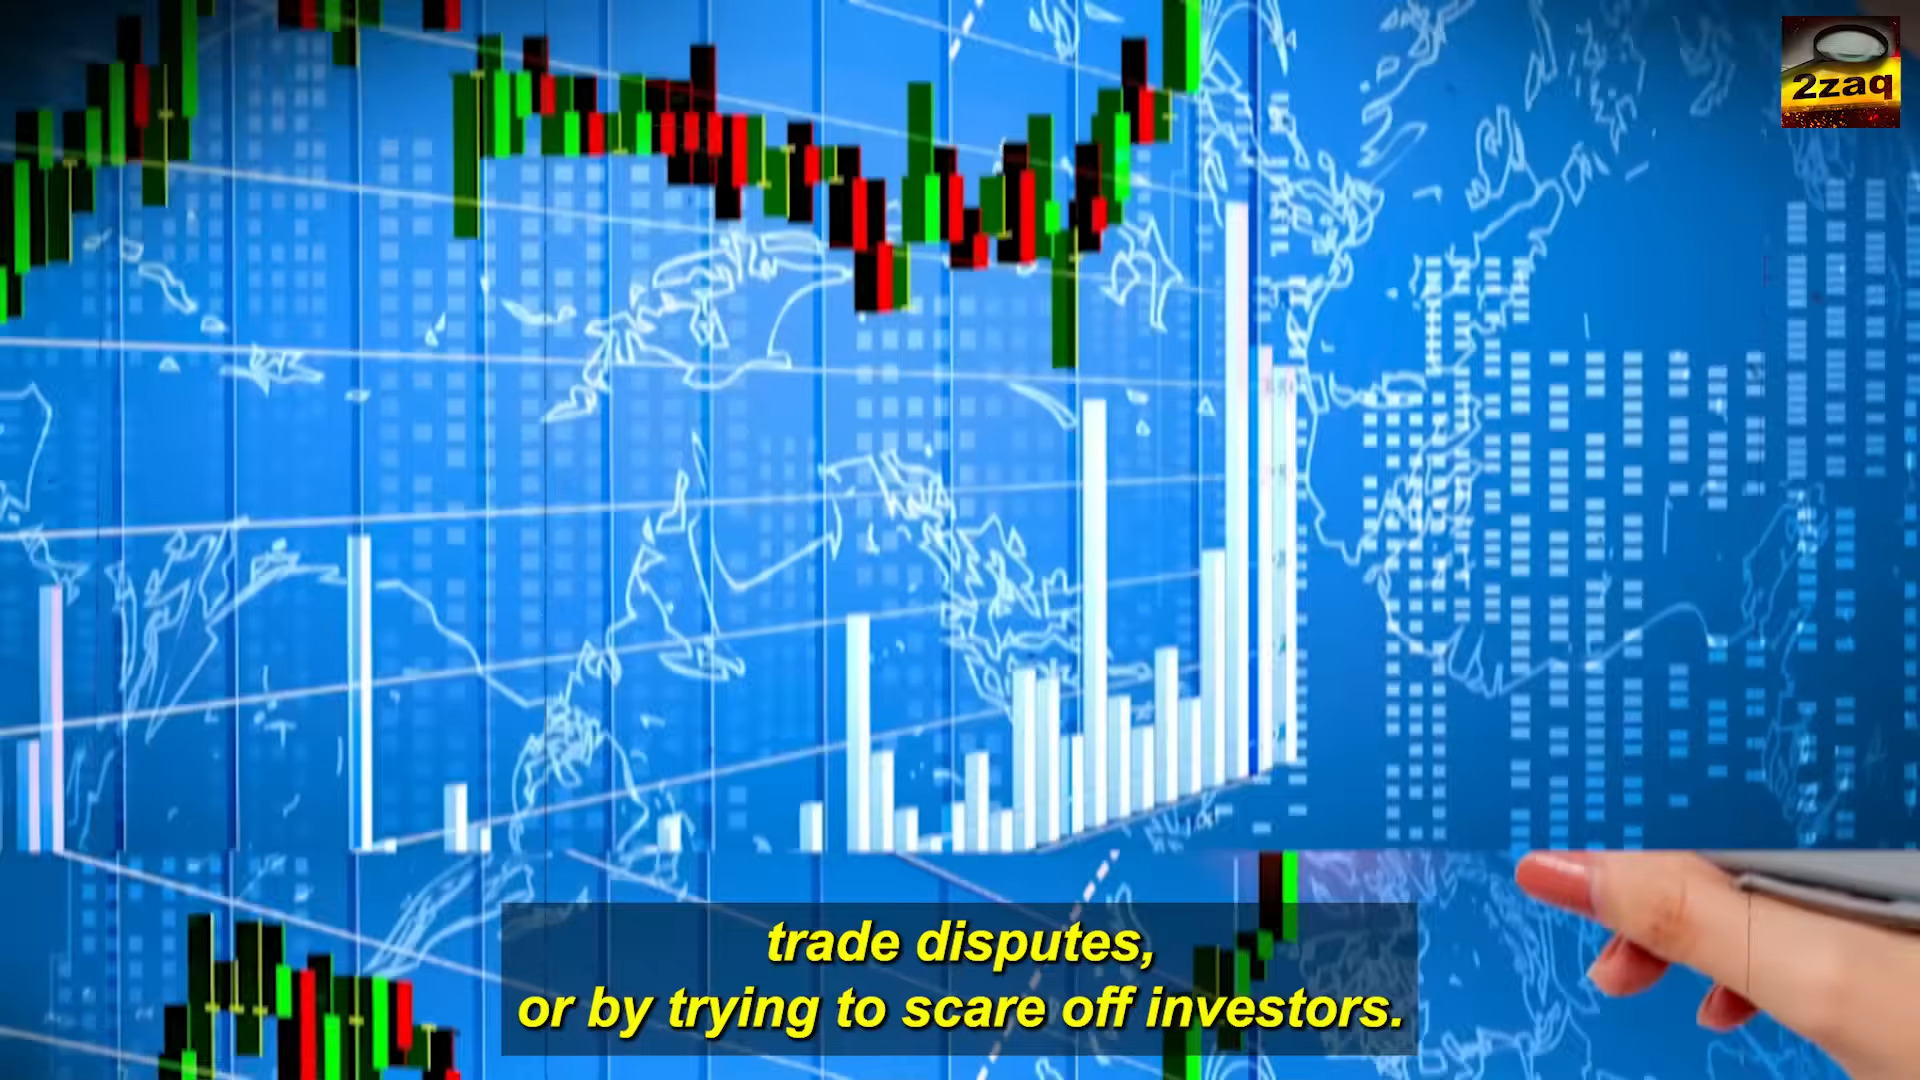 2zaq
trade disputes,
or by trying to scare off investors.